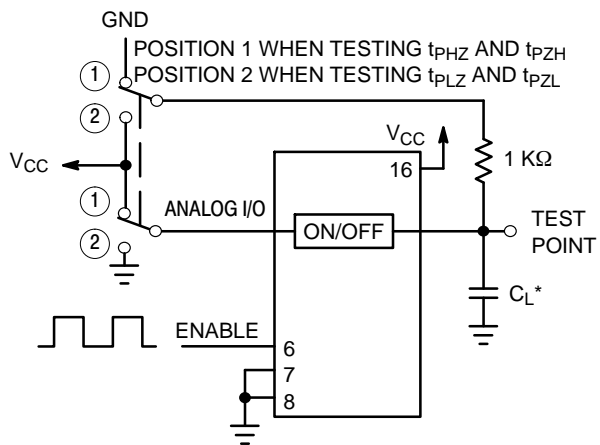 GND
POSITION 1 WHEN TESTING tPHZ AND tPZH
1
POSITION 2 WHEN TESTING tPLZ AND tPZL
2
VCC
16
1 KΩ
VCC
1
ANALOG I/O
ON/OFF
TEST
POINT
2
CL*
ENABLE
6
7
8